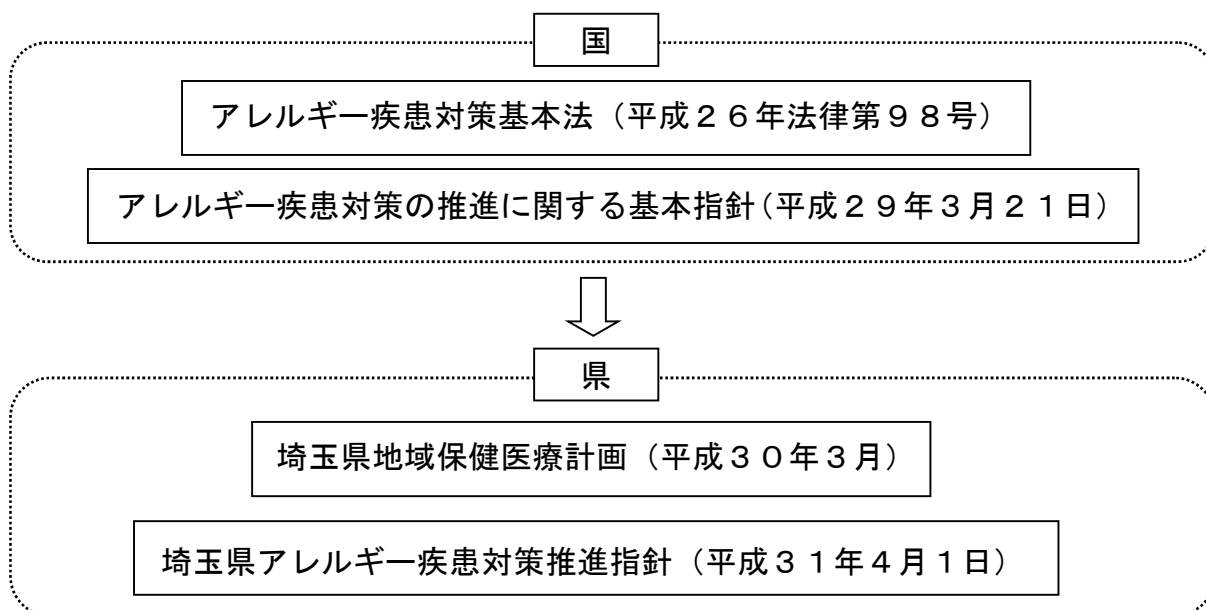 国
アレルギー疾患対策基本法（平成２６年法律第９８号）
アレルギー疾患対策の推進に関する基本指針（平成２９年３月２１日）
県
埼玉県地域保健医療計画（平成３０年３月）
埼玉県アレルギー疾患対策推進指針（平成３１年４月１日）